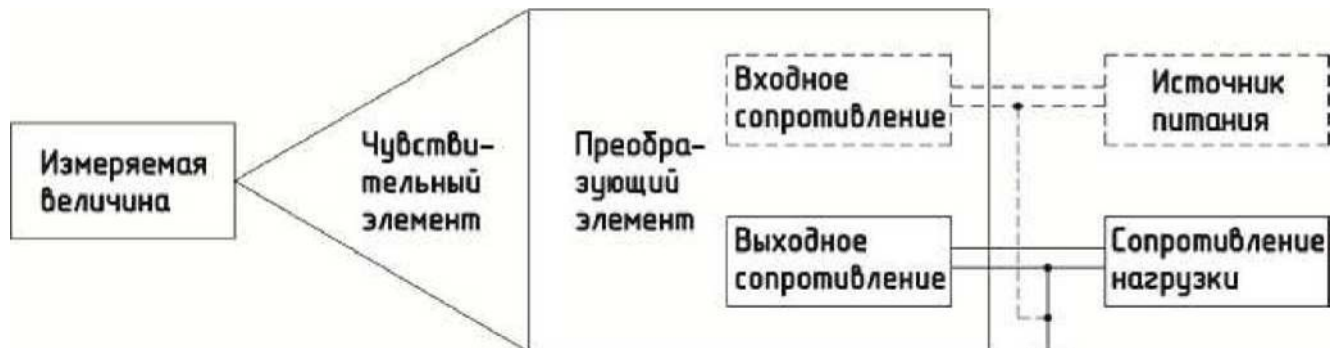 Измеряемая
величина
Чувстви-
тельный
элемент
Преобра-
зующий
элемент
Входное
сопротивление
Источник
питания
Выходное
сопротивление
Сопротивление
нагрузки